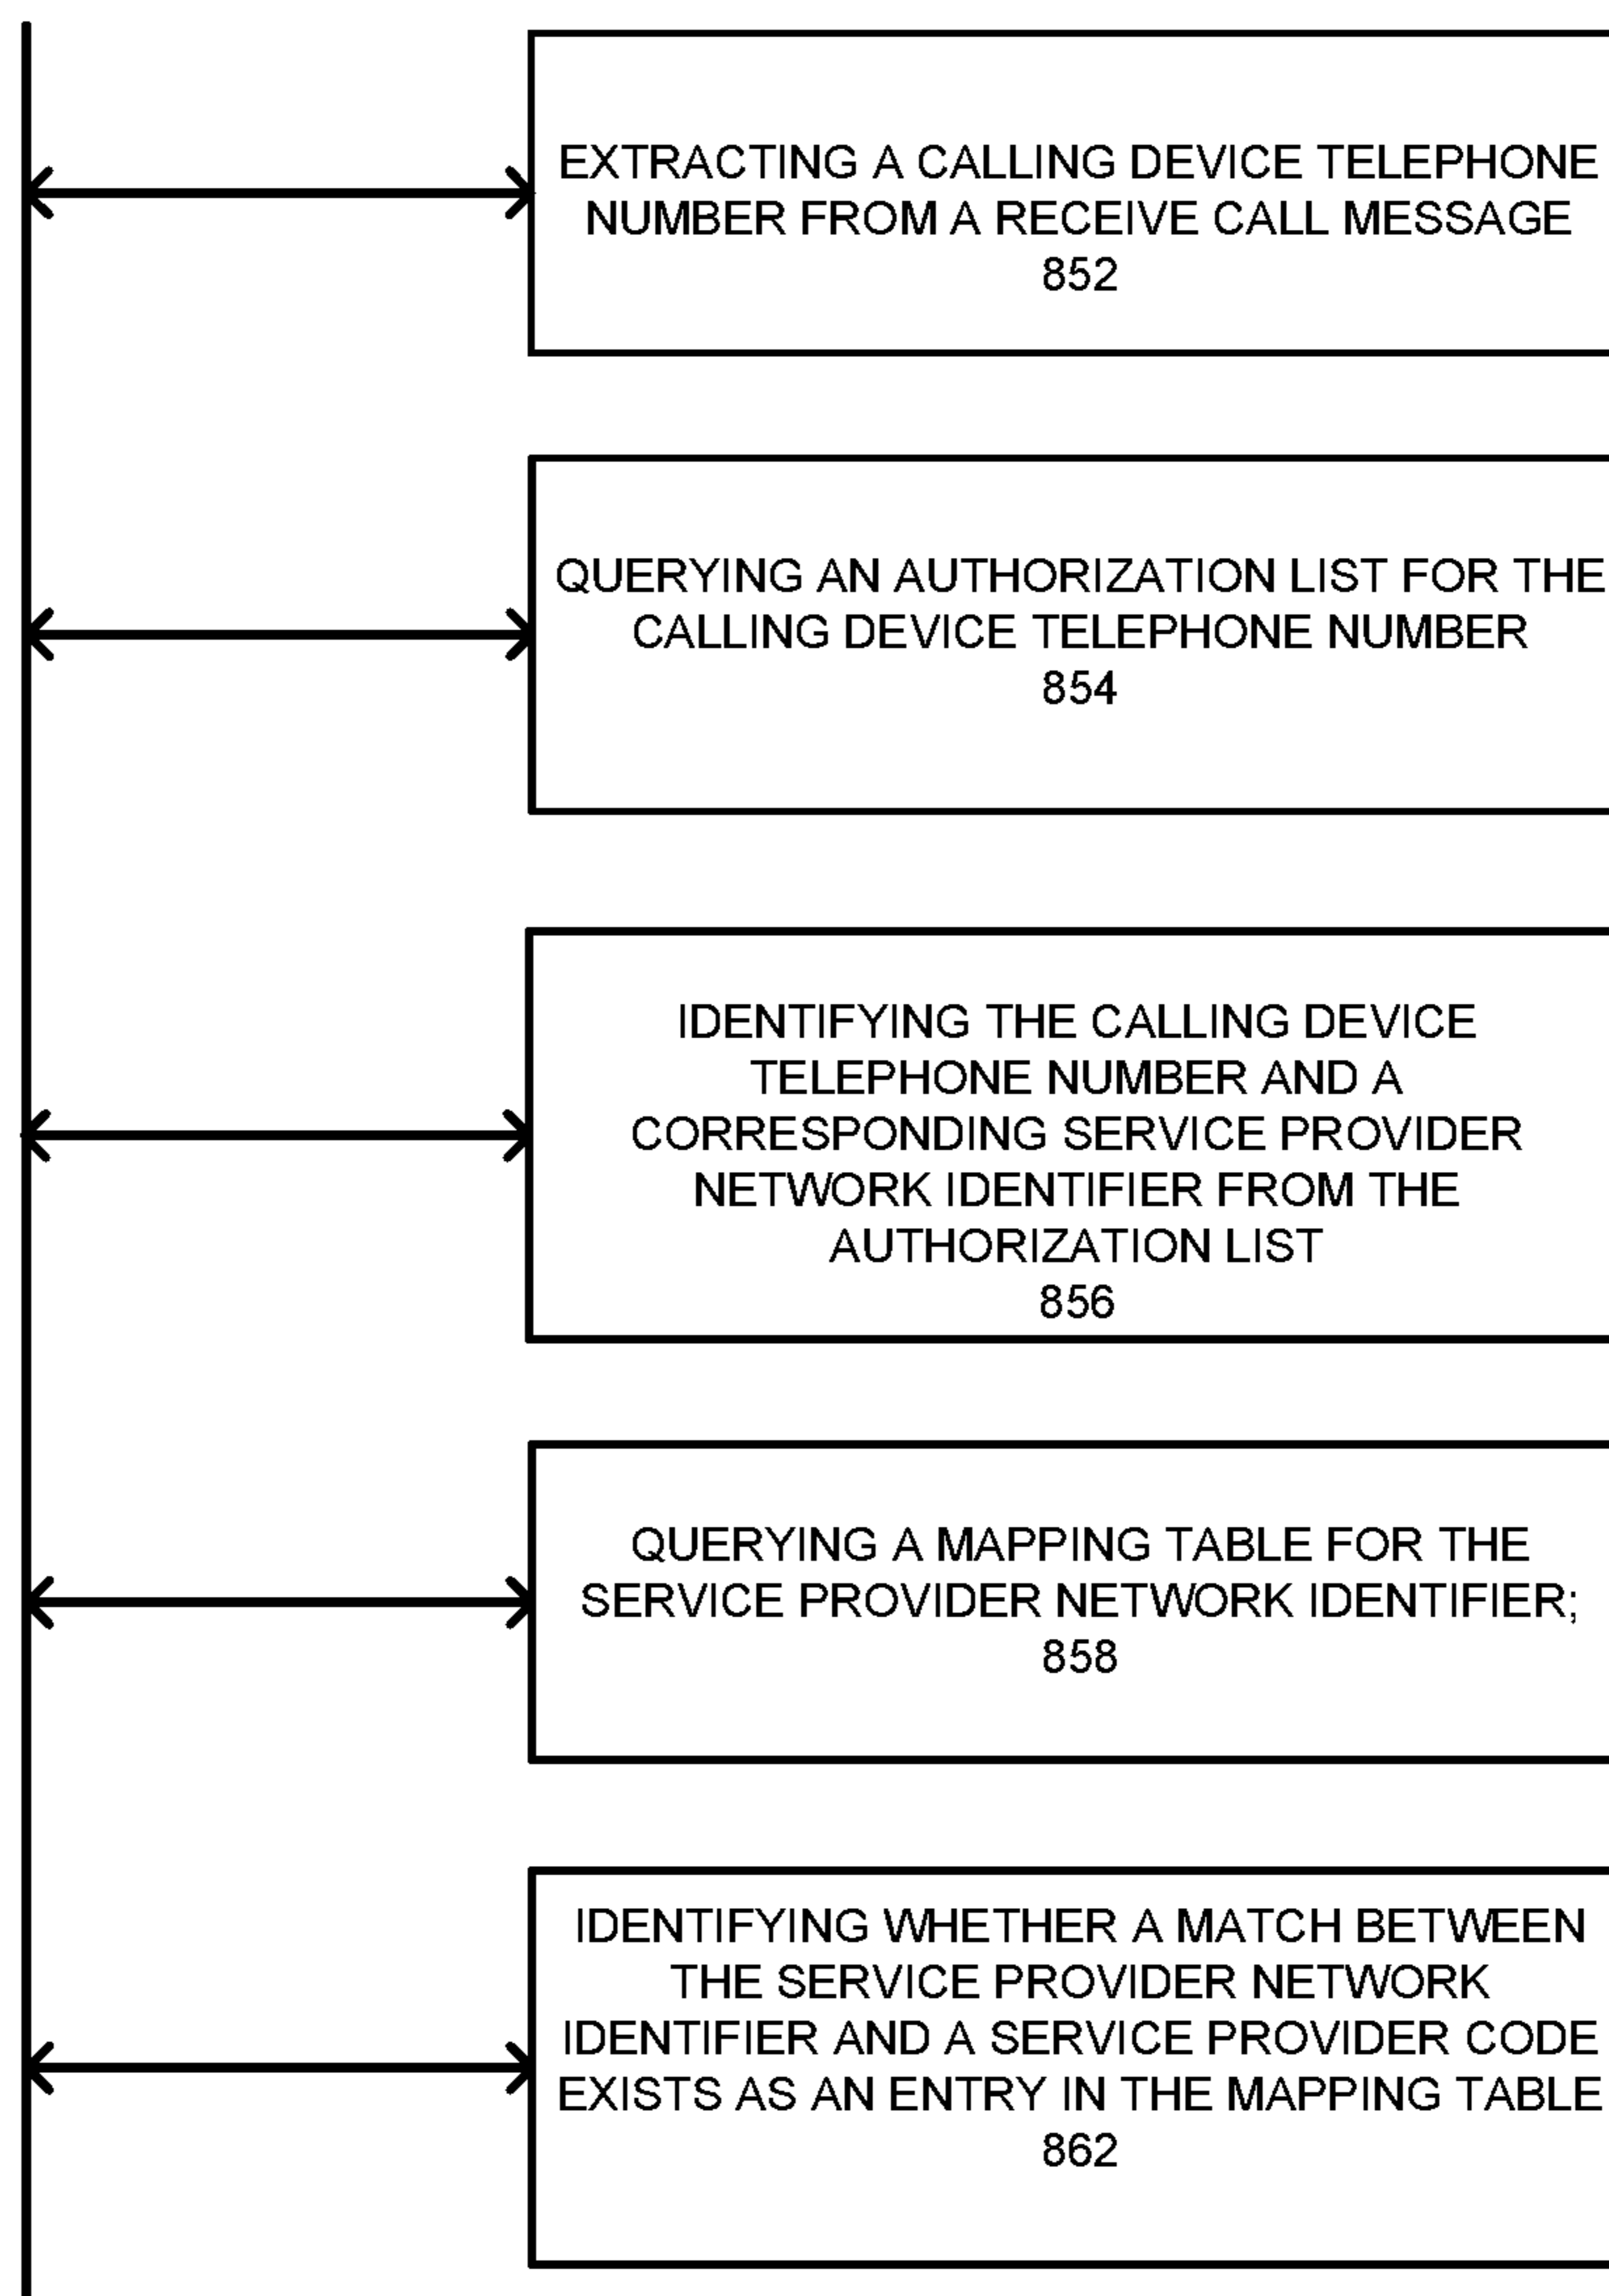 EXTRACTING A CALLING DEVICE TELEPHONE
NUMBER FROM A RECEIVE CALL MESSAGE
852
QUERYING AN AUTHORIZATION LIST FOR THE
CALLING DEVICE TELEPHONE NUMBER
854
IDENTIFYING THE CALLING DEVICE
TELEPHONE NUMBER AND A
CORRESPONDING SERVICE PROVIDER
NETWORK IDENTIFIER FROM THE
AUTHORIZATION LIST
856
QUERYING A MAPPING TABLE FOR THE
SERVICE PROVIDER NETWORK IDENTIFIER;
858
IDENTIFYING WHETHER A MATCH BETWEEN
THE SERVICE PROVIDER NETWORK
IDENTIFIER AND A SERVICE PROVIDER CODE
EXISTS AS AN ENTRY IN THE MAPPING TABLE
862